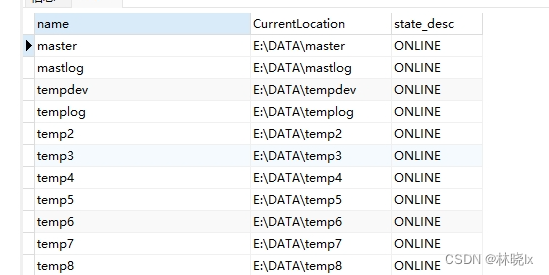 name CurrentLocation state_desc
master E:\DATA\master ONLINE
mastlog E:\DATA\mastlog ONLINE
tempdev E:\DATA\tempdev ONLINE
templog E:\DATA\templog ONLINE
temp2 E:\DATA\temp2 ONLINE
temp3 E:\DATA\temp3 ONLINE
temp4 E:\DATA\temp4 ONLINE
temp5 E:\DATA\temp5 ONLINE
temp6 E:\DATA\temp6 ONLINE
temp7 E:\DATA\temp7 ONLINE
temp8 E:\DATA\temp8 ONLINE
CSDN @林晓lx